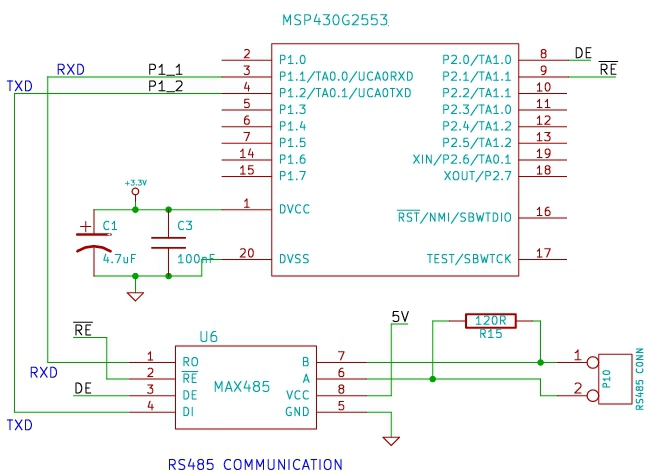 MSP430G2553
2 P1.0 P2.0/TA1.0 8 DE
RXD P1_1 3 P1.1/TA0.0/UCA0RXD P2.1/TA1.1 9 RE
TXD P1_2 4 P1.2/TA0.1/UCA0TXD P2.2/TA1.1 10
5 P1.3 P2.3/TA1.0 11
6 P1.4 P2.4/TA1.2 12
7 P1.5 P2.5/TA1.2 13
14 P1.6 XIN/P2.6/TA0.1 19
15 P1.7 XOUT/P2.7 18
+3.3V
1 DVCC
RST/NMI/SBWTDIO 16
C1 C3
4.7uF 100nF 20 DVSS TEST/SBWTCK 17
5V
120R
R15
RE U6
1 RO B 7 1
RXD 2 RE A 6
DE 3 DE VCC 8 2
MAX485
TXD 4 DI GND 5
P10
RS485 CONN
RS485 COMMUNICATION